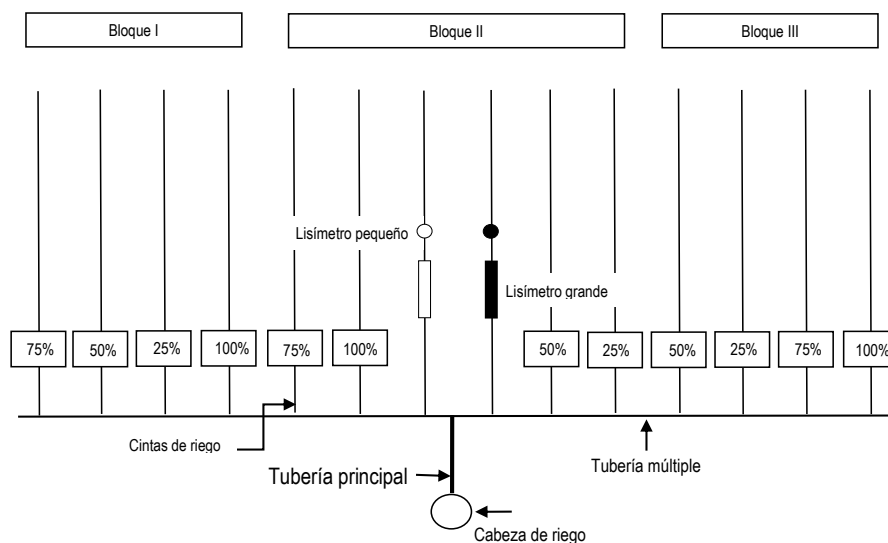 Bloque I
Bloque II
Bloque III
Lisímetro pequeño
Lisímetro grande
75%
50%
25%
100%
75%
100%
50%
25%
50%
25%
75%
100%
Cintas de riego
Tubería múltiple
Tubería principal
Cabeza de riego